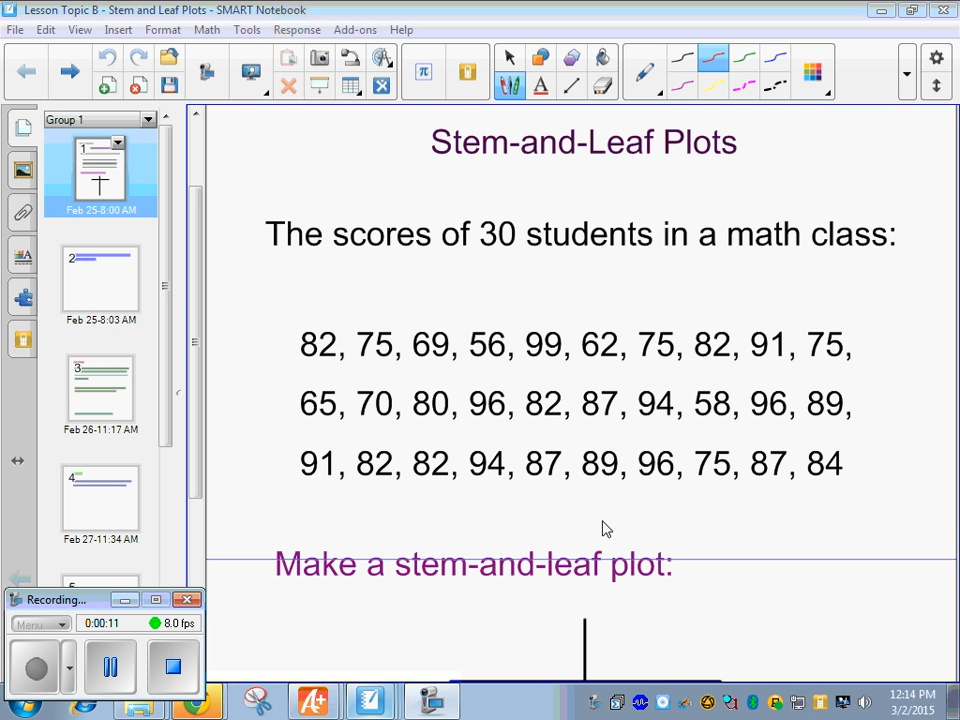 Lesson Topic B - Stem and Leaf Plots - SMART Notebook
File Edit View Insert Format Math Tools Response Add-ons Help
Group 1
1
Feb 25-8:00 AM
2
Feb 25-8:03 AM
3
Feb 26-11:17 AM
4
Feb 27-11:34 AM
Stem-and-Leaf Plots
The scores of 30 students in a math class:
82, 75, 69, 56, 99, 62, 75, 82, 91, 75,
65, 70, 80, 96, 82, 87, 94, 58, 96, 89,
91, 82, 82, 94, 87, 89, 96, 75, 87, 84
Make a stem-and-leaf plot:
Recording...
Menu
0:00:11
8.0 fps
A+
12:14 PM
3/2/2015